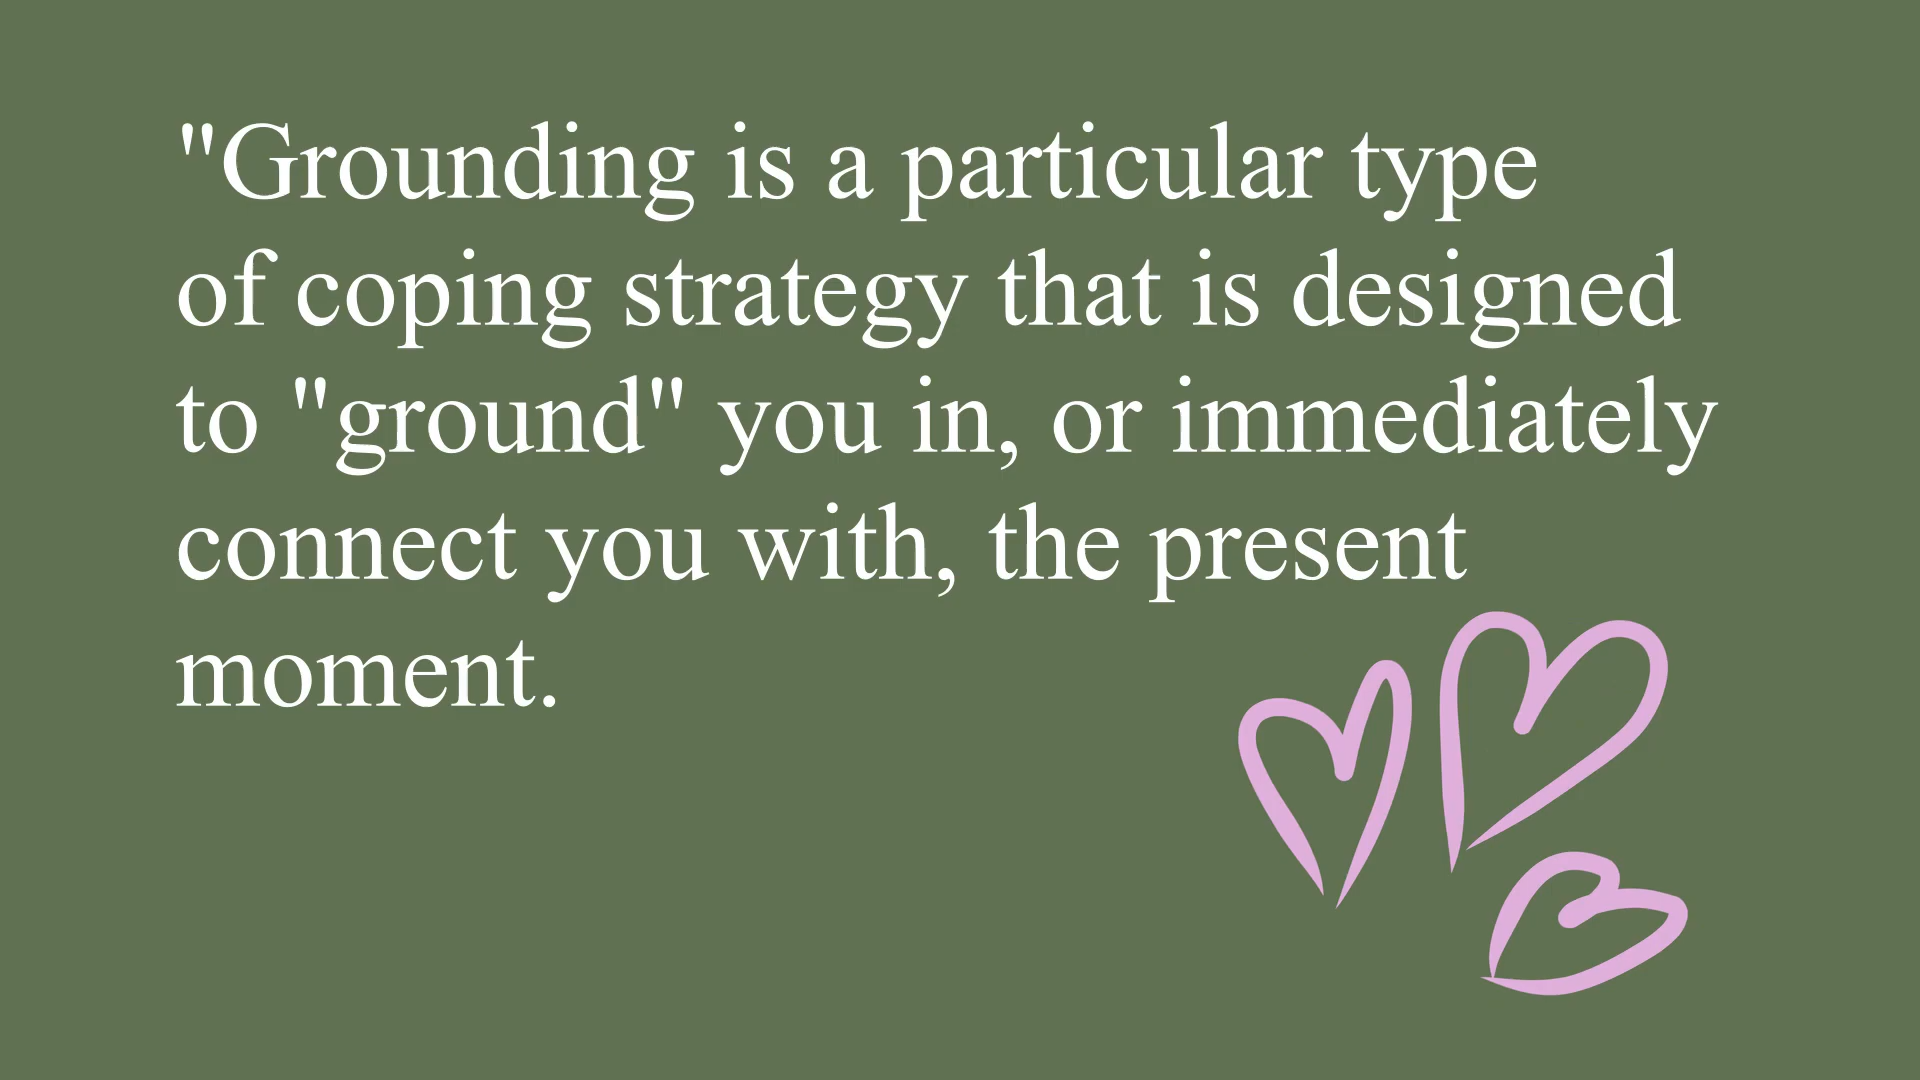 "Grounding is a particular type
of coping strategy that is designed
to "ground" you in, or immediately
connect you with, the present
moment.